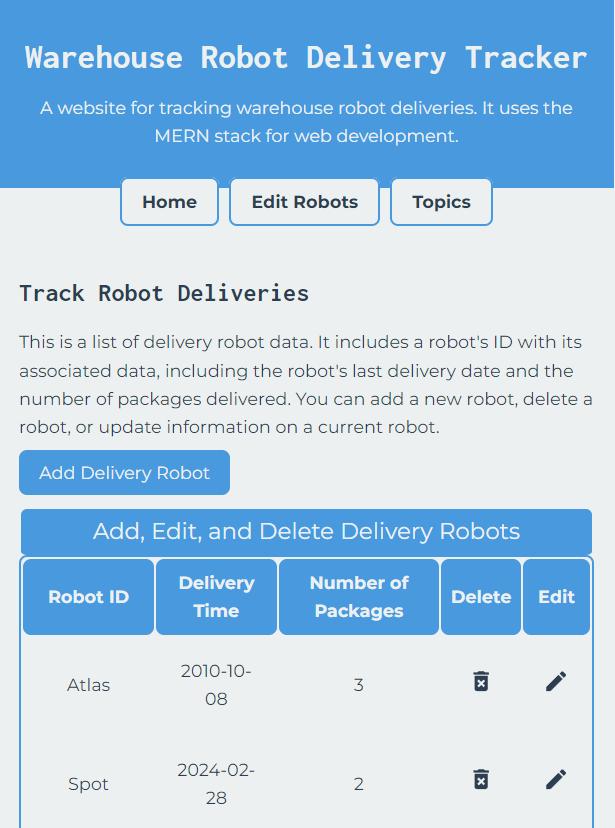 Warehouse Robot Delivery Tracker
A website for tracking warehouse robot deliveries. It uses the
MERN stack for web development.
Home Edit Robots Topics
Track Robot Deliveries
This is a list of delivery robot data. It includes a robot's ID with its
associated data, including the robot's last delivery date and the
number of packages delivered. You can add a new robot, delete a
robot, or update information on a current robot.
Add Delivery Robot
Add, Edit, and Delete Delivery Robots
Robot ID Delivery Time Number of Packages Delete Edit
Atlas 2010-10-08 3
Spot 2024-02-28 2